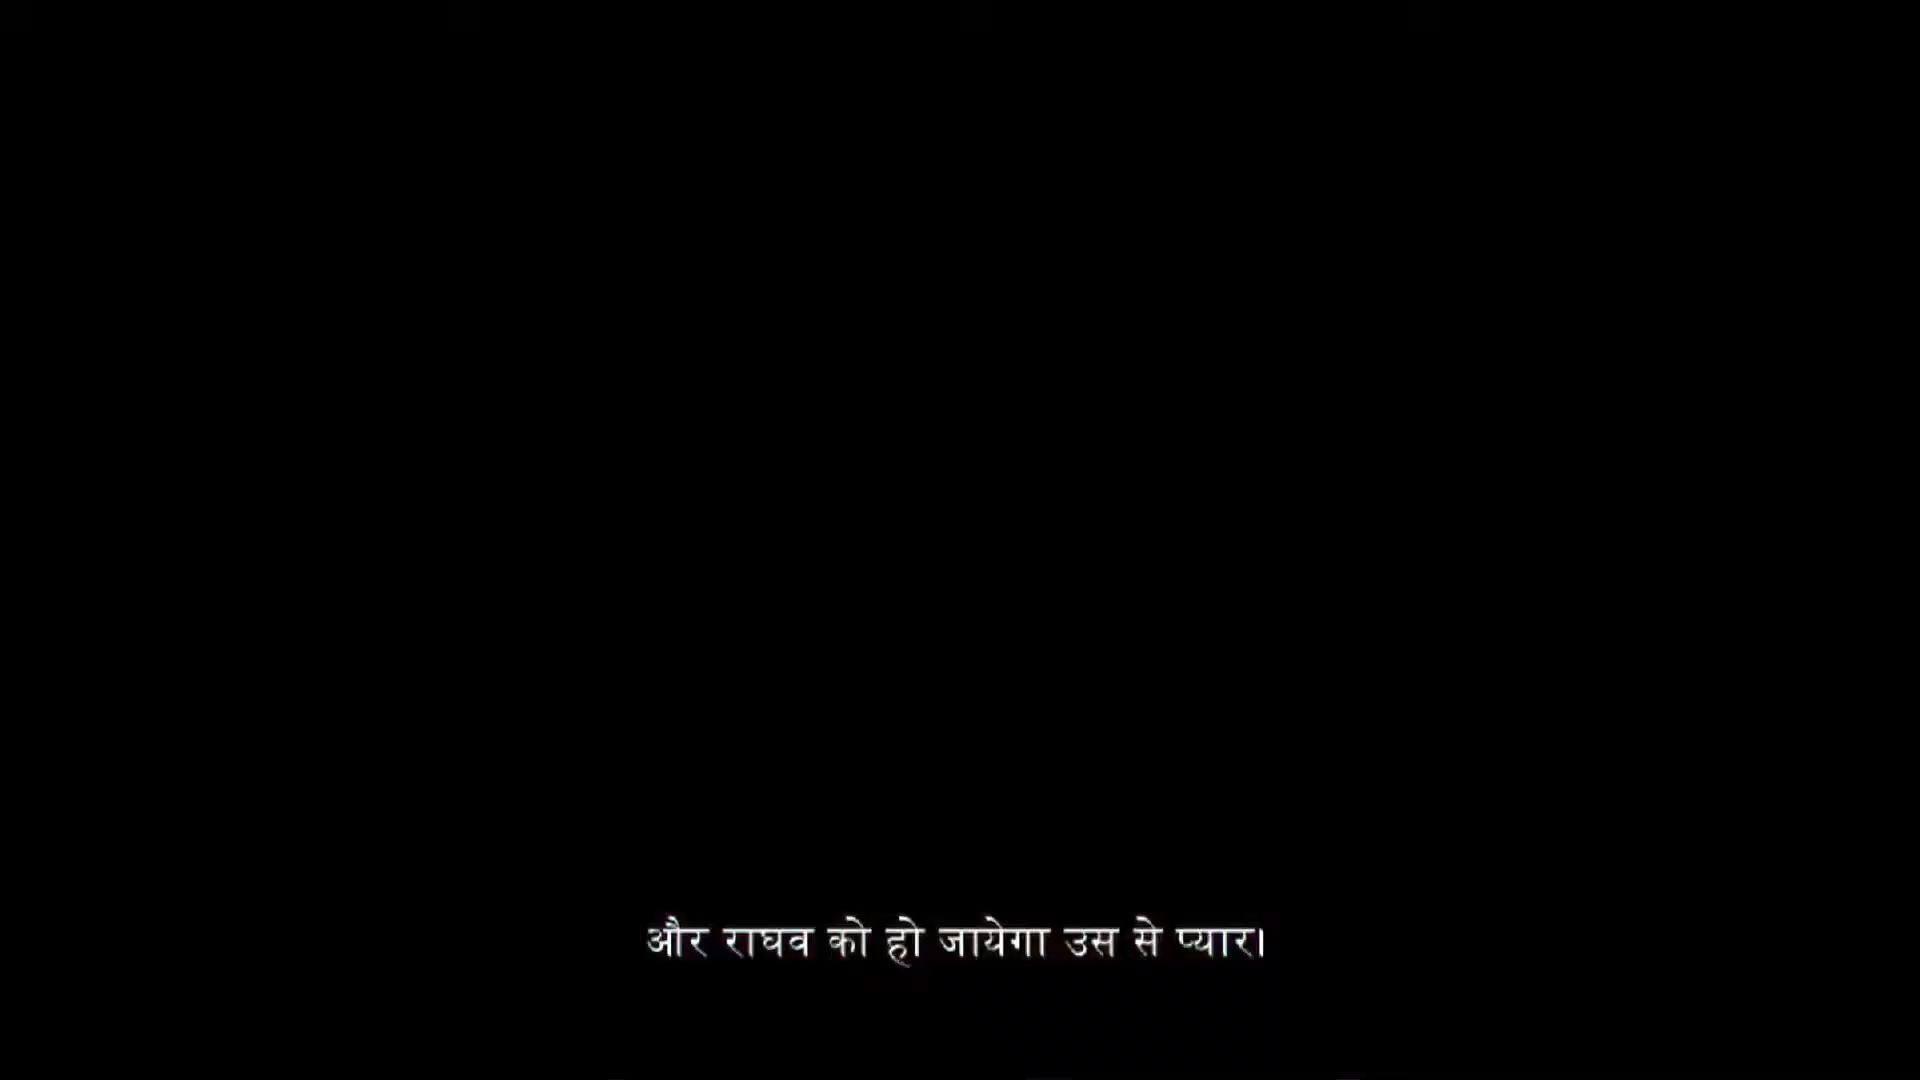 और राघव को हो जायेगा उस से प्यार।